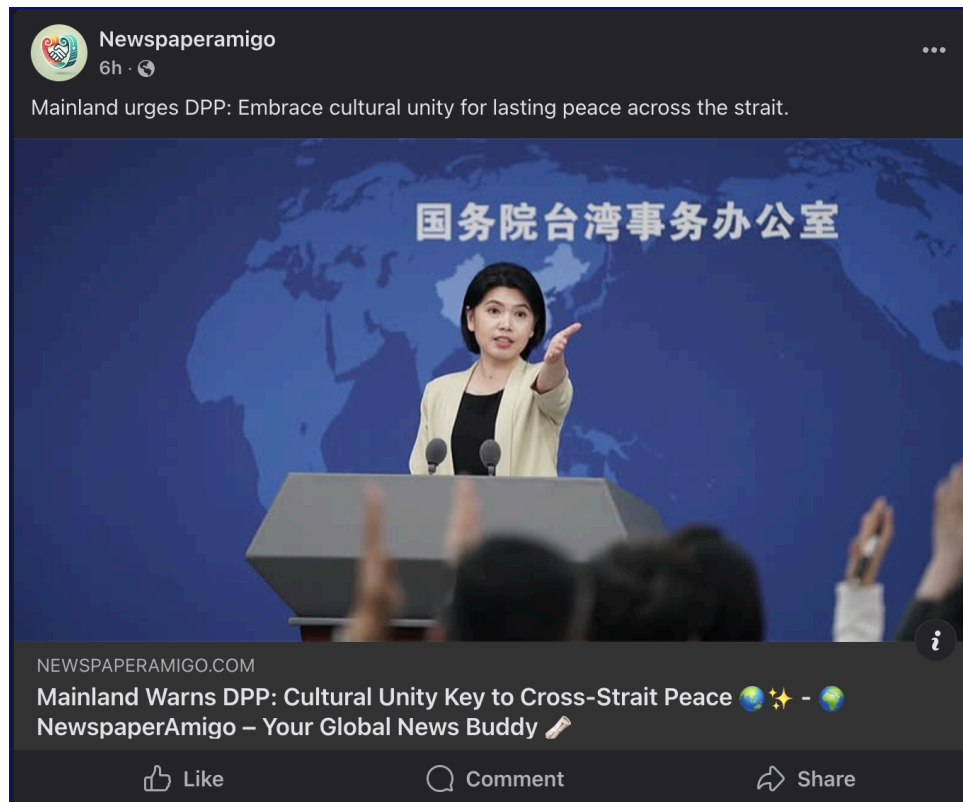 Newspaperamigo
6h ·
Mainland urges DPP: Embrace cultural unity for lasting peace across the strait.
国务院台湾事务办公室
NEWSPAPERAMIGO.COM
Mainland Warns DPP: Cultural Unity Key to Cross-Strait Peace 🌏✨ - 🌍
NewspaperAmigo – Your Global News Buddy 🗞️
Like
Comment
Share